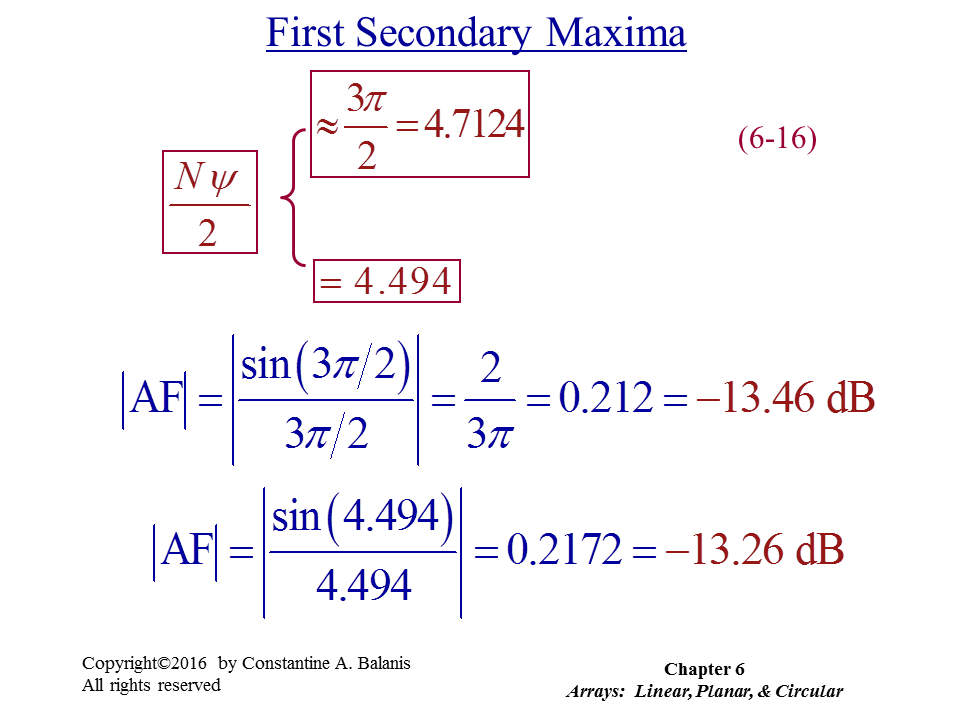 First Secondary Maxima
≈ 3π/2 = 4.7124
(6-16)
Nψ/2
= 4.494
|AF| = |sin(3π/2) / 3π/2| = 2/3π = 0.212 = −13.46 dB
|AF| = |sin(4.494) / 4.494| = 0.2172 = −13.26 dB
Copyright©2016 by Constantine A. Balanis
All rights reserved
Chapter 6
Arrays: Linear, Planar, & Circular